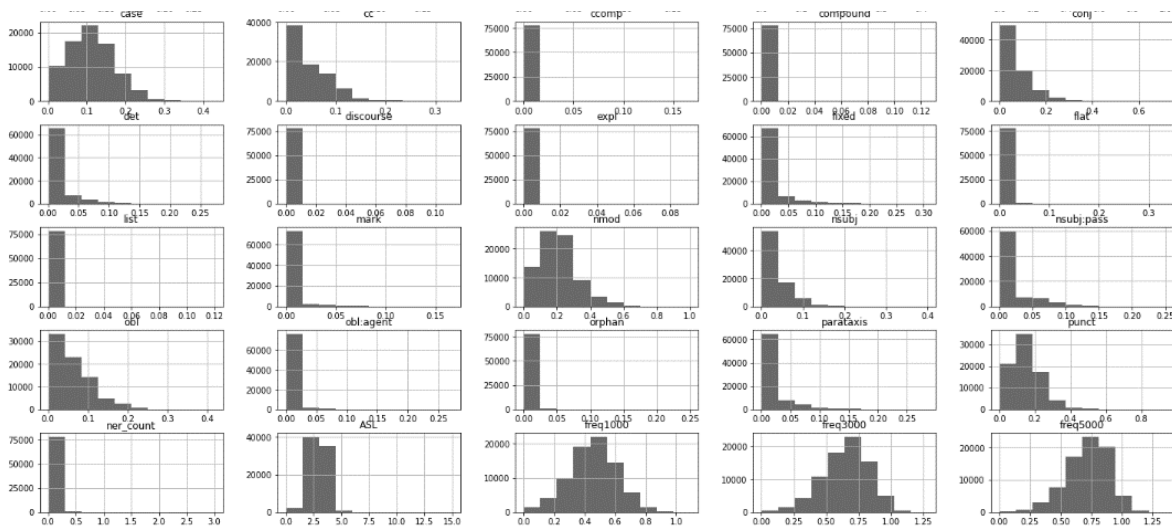 case cc ccomp compound conj
20000 40000 75000 75000 40000
10000 20000 50000 50000 20000
0 0 25000 25000 0
0 0
0.0 0.1 0.2 0.3 0.4 0.0 0.1 0.2 0.3 0.00 0.05 0.10 0.15 0.00 0.02 0.04 0.06 0.08 0.10 0.12 0.0 0.2 0.4 0.6
det discourse expl fixed flat
60000 75000 75000 60000 75000
40000 50000 50000 40000 50000
20000 25000 25000 20000 25000
0 0 0 0 0
0.00 0.05 0.10 0.15 0.20 0.25 0.00 0.02 0.04 0.06 0.08 0.10 0.00 0.02 0.04 0.06 0.08 0.00 0.05 0.10 0.15 0.20 0.25 0.30 0.0 0.1 0.2 0.3
list mark nmod nsubj nsubj:pass
75000 60000 20000 40000 60000
50000 40000 10000 20000 40000
25000 20000 0 0 20000
0 0 0
0.00 0.02 0.04 0.06 0.08 0.10 0.12 0.00 0.05 0.10 0.15 0.0 0.2 0.4 0.6 0.8 1.0 0.0 0.1 0.2 0.3 0.4 0.00 0.05 0.10 0.15 0.20 0.25
obl obl:agent orphan parataxis punct
30000 60000 75000 60000 30000
20000 40000 50000 40000 20000
10000 20000 25000 20000 10000
0 0 0 0 0
0.0 0.1 0.2 0.3 0.4 0.00 0.05 0.10 0.15 0.20 0.25 0.00 0.05 0.10 0.15 0.20 0.25 0.00 0.05 0.10 0.15 0.20 0.25 0.0 0.2 0.4 0.6 0.8
ner_count ASL freq1000 freq3000 freq5000
75000 40000 20000 20000 20000
50000 20000 10000 10000 10000
25000 0 0 0 0
0
0.0 0.5 1.0 1.5 2.0 2.5 3.0 0.0 2.5 5.0 7.5 10.0 12.5 15.0 0.0 0.2 0.4 0.6 0.8 1.0 0.00 0.25 0.50 0.75 1.00 1.25 0.00 0.25 0.50 0.75 1.00 1.25